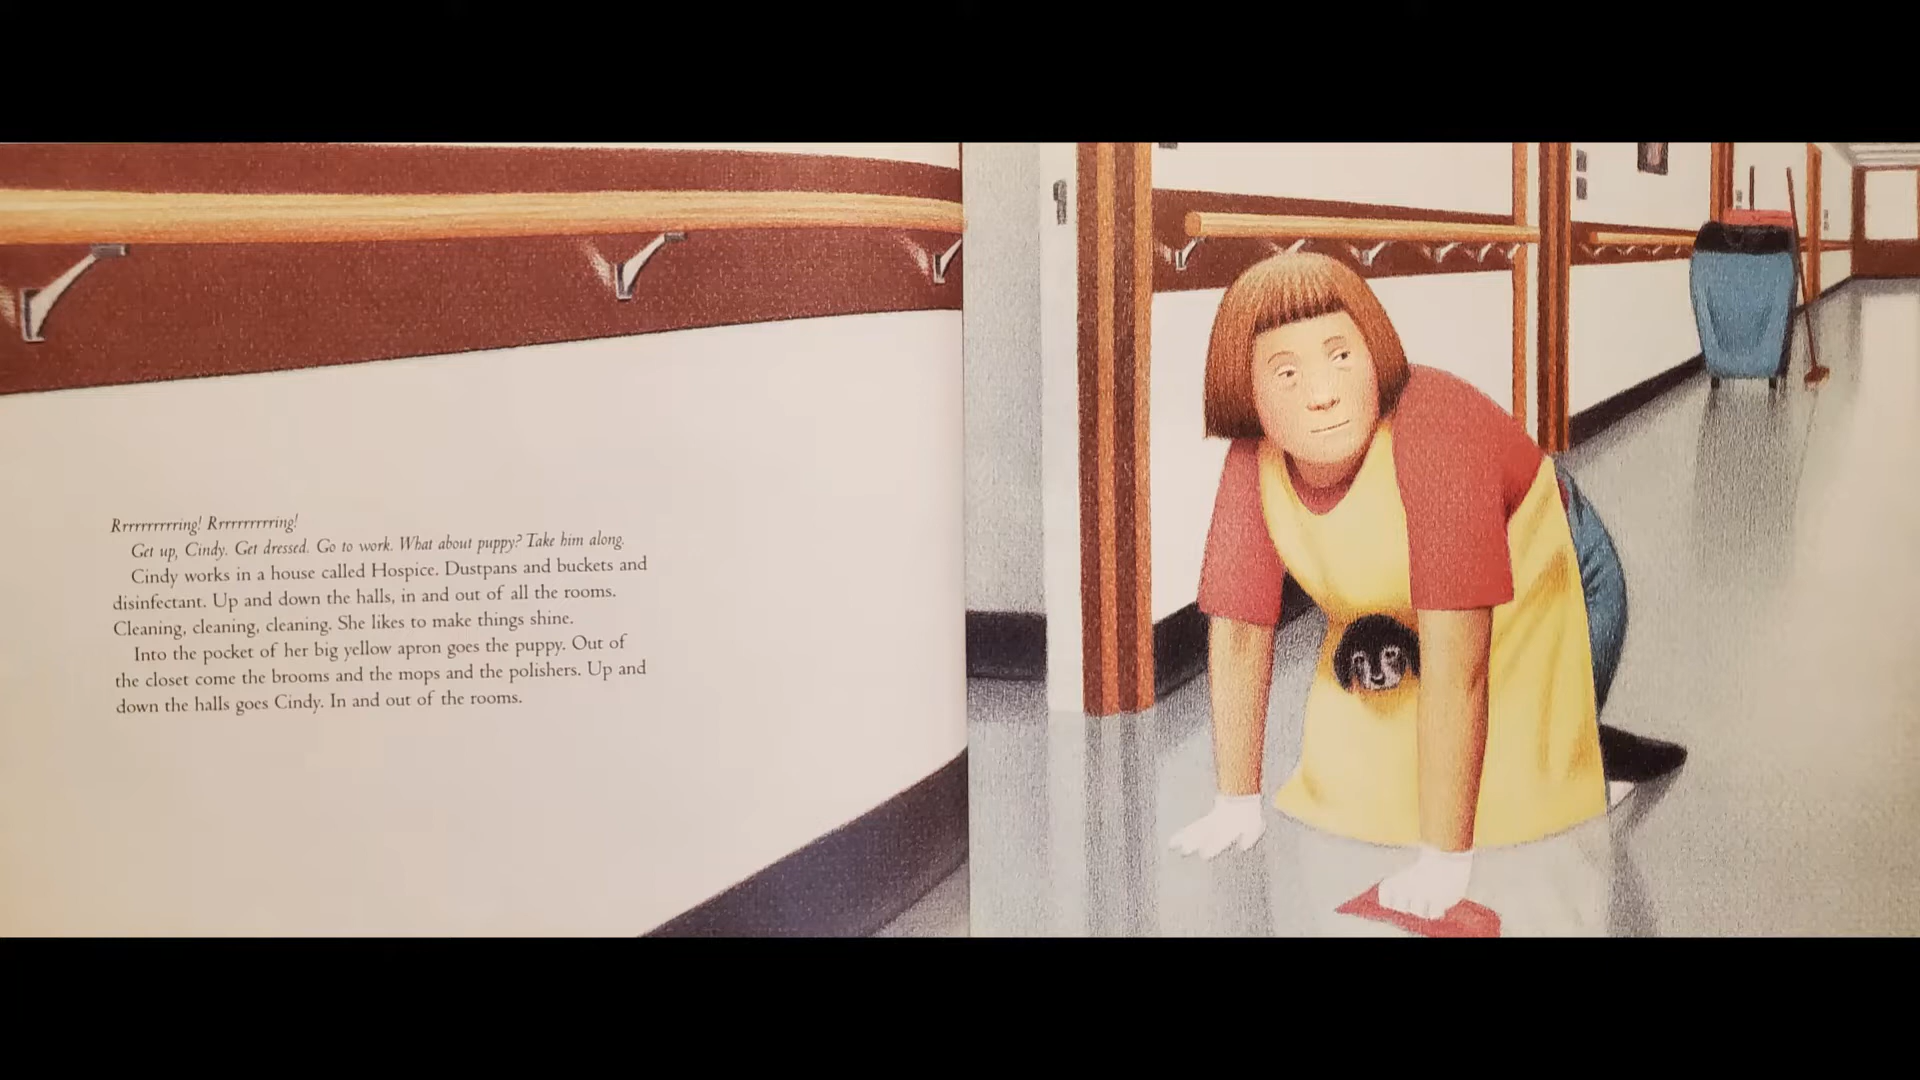 Rrrrrrrrrring! Rrrrrrrrrring!
Get up, Cindy. Get dressed. Go to work. What about puppy? Take him along.
Cindy works in a house called Hospice. Dustpans and buckets and
disinfectant. Up and down the halls, in and out of all the rooms.
Cleaning, cleaning, cleaning. She likes to make things shine.
Into the pocket of her big yellow apron goes the puppy. Out of
the closet come the brooms and the mops and the polishers. Up and
down the halls goes Cindy. In and out of the rooms.